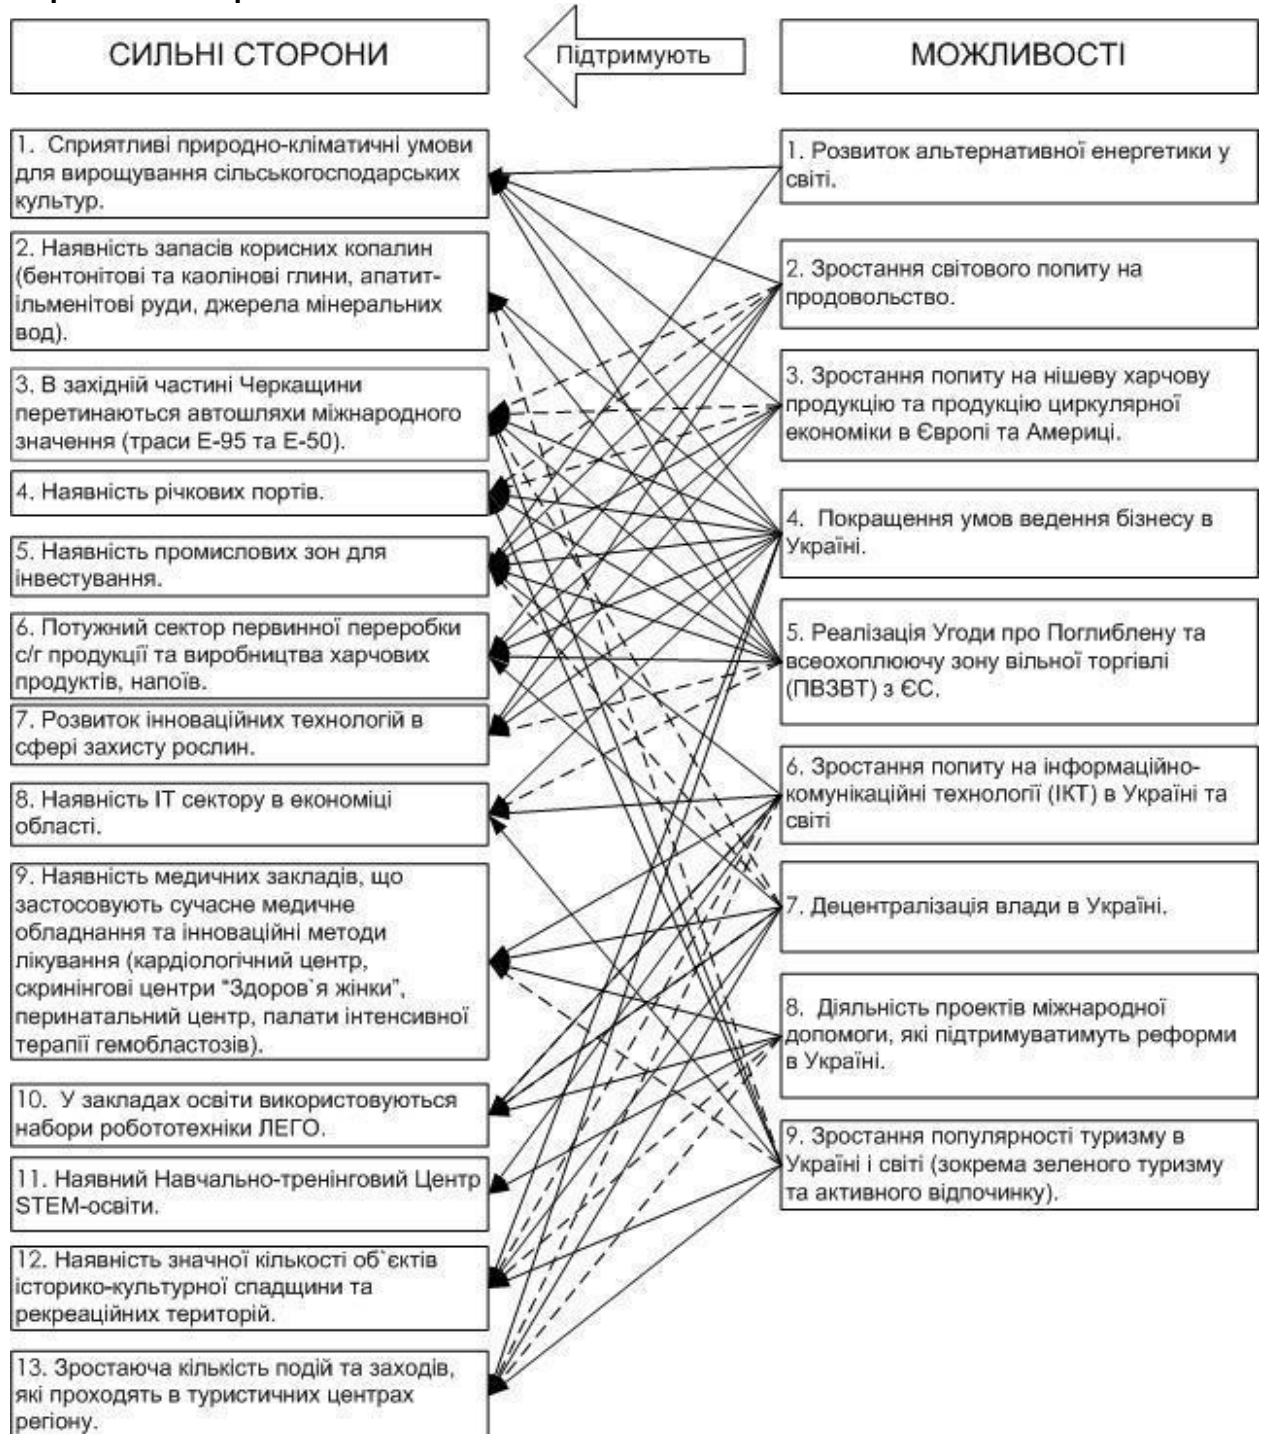 СИЛЬНІ СТОРОНИ
Підтримують
МОЖЛИВОСТІ
1. Сприятливі природно-кліматичні умови
для вирощування сільськогосподарських
культур.
2. Наявність запасів корисних копалин
(бентонітові та каолінові глини, апатит-
ільменітові руди, джерела мінеральних
вод).
3. В західній частині Черкащини
перетинаються автошляхи міжнародного
значення (траси Е-95 та Е-50).
4. Наявність річкових портів.
5. Наявність промислових зон для
інвестування.
6. Потужний сектор первинної переробки
с/г продукції та виробництва харчових
продуктів, напоїв.
7. Розвиток інноваційних технологій в
сфері захисту рослин.
8. Наявність ІТ сектору в економіці
області.
9. Наявність медичних закладів, що
застосовують сучасне медичне
обладнання та інноваційні методи
лікування (кардіологічний центр,
скринінгові центри “Здоров`я жінки”,
перинатальний центр, палати інтенсивної
терапії гемобластозів).
10. У закладах освіти використовуються
набори робототехніки ЛЕГО.
11. Наявний Навчально-тренінговий Центр
STEM-освіти.
12. Наявність значної кількості об`єктів
історико-культурної спадщини та
рекреаційних територій.
13. Зростаюча кількість подій та заходів,
які проходять в туристичних центрах
регіону.
1. Розвиток альтернативної енергетики у
світі.
2. Зростання світового попиту на
продовольство.
3. Зростання попиту на нішеву харчову
продукцію та продукцію циркулярної
економіки в Європі та Америці.
4. Покращення умов ведення бізнесу в
Україні.
5. Реалізація Угоди про Поглиблену та
всеохоплюючу зону вільної торгівлі
(ПВЗВТ) з ЄС.
6. Зростання попиту на інформаційно-
комунікаційні технології (ІКТ) в Україні та
світі
7. Децентралізація влади в Україні.
8. Діяльність проектів міжнародної
допомоги, які підтримуватимуть реформи
в Україні.
9. Зростання популярності туризму в
Україні і світі (зокрема зеленого туризму
та активного відпочинку).